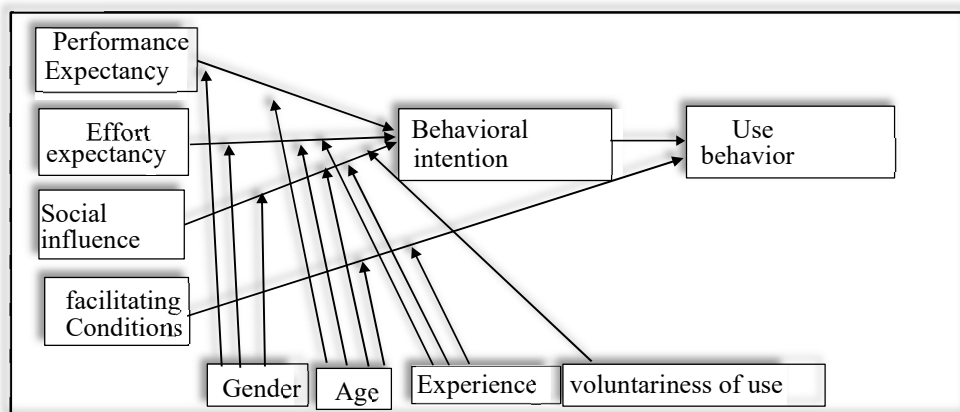 Performance
Expectancy
Effort
expectancy
Behavioral
intention
Use
behavior
Social
influence
facilitating
Conditions
Gender
Age
Experience
voluntariness of use